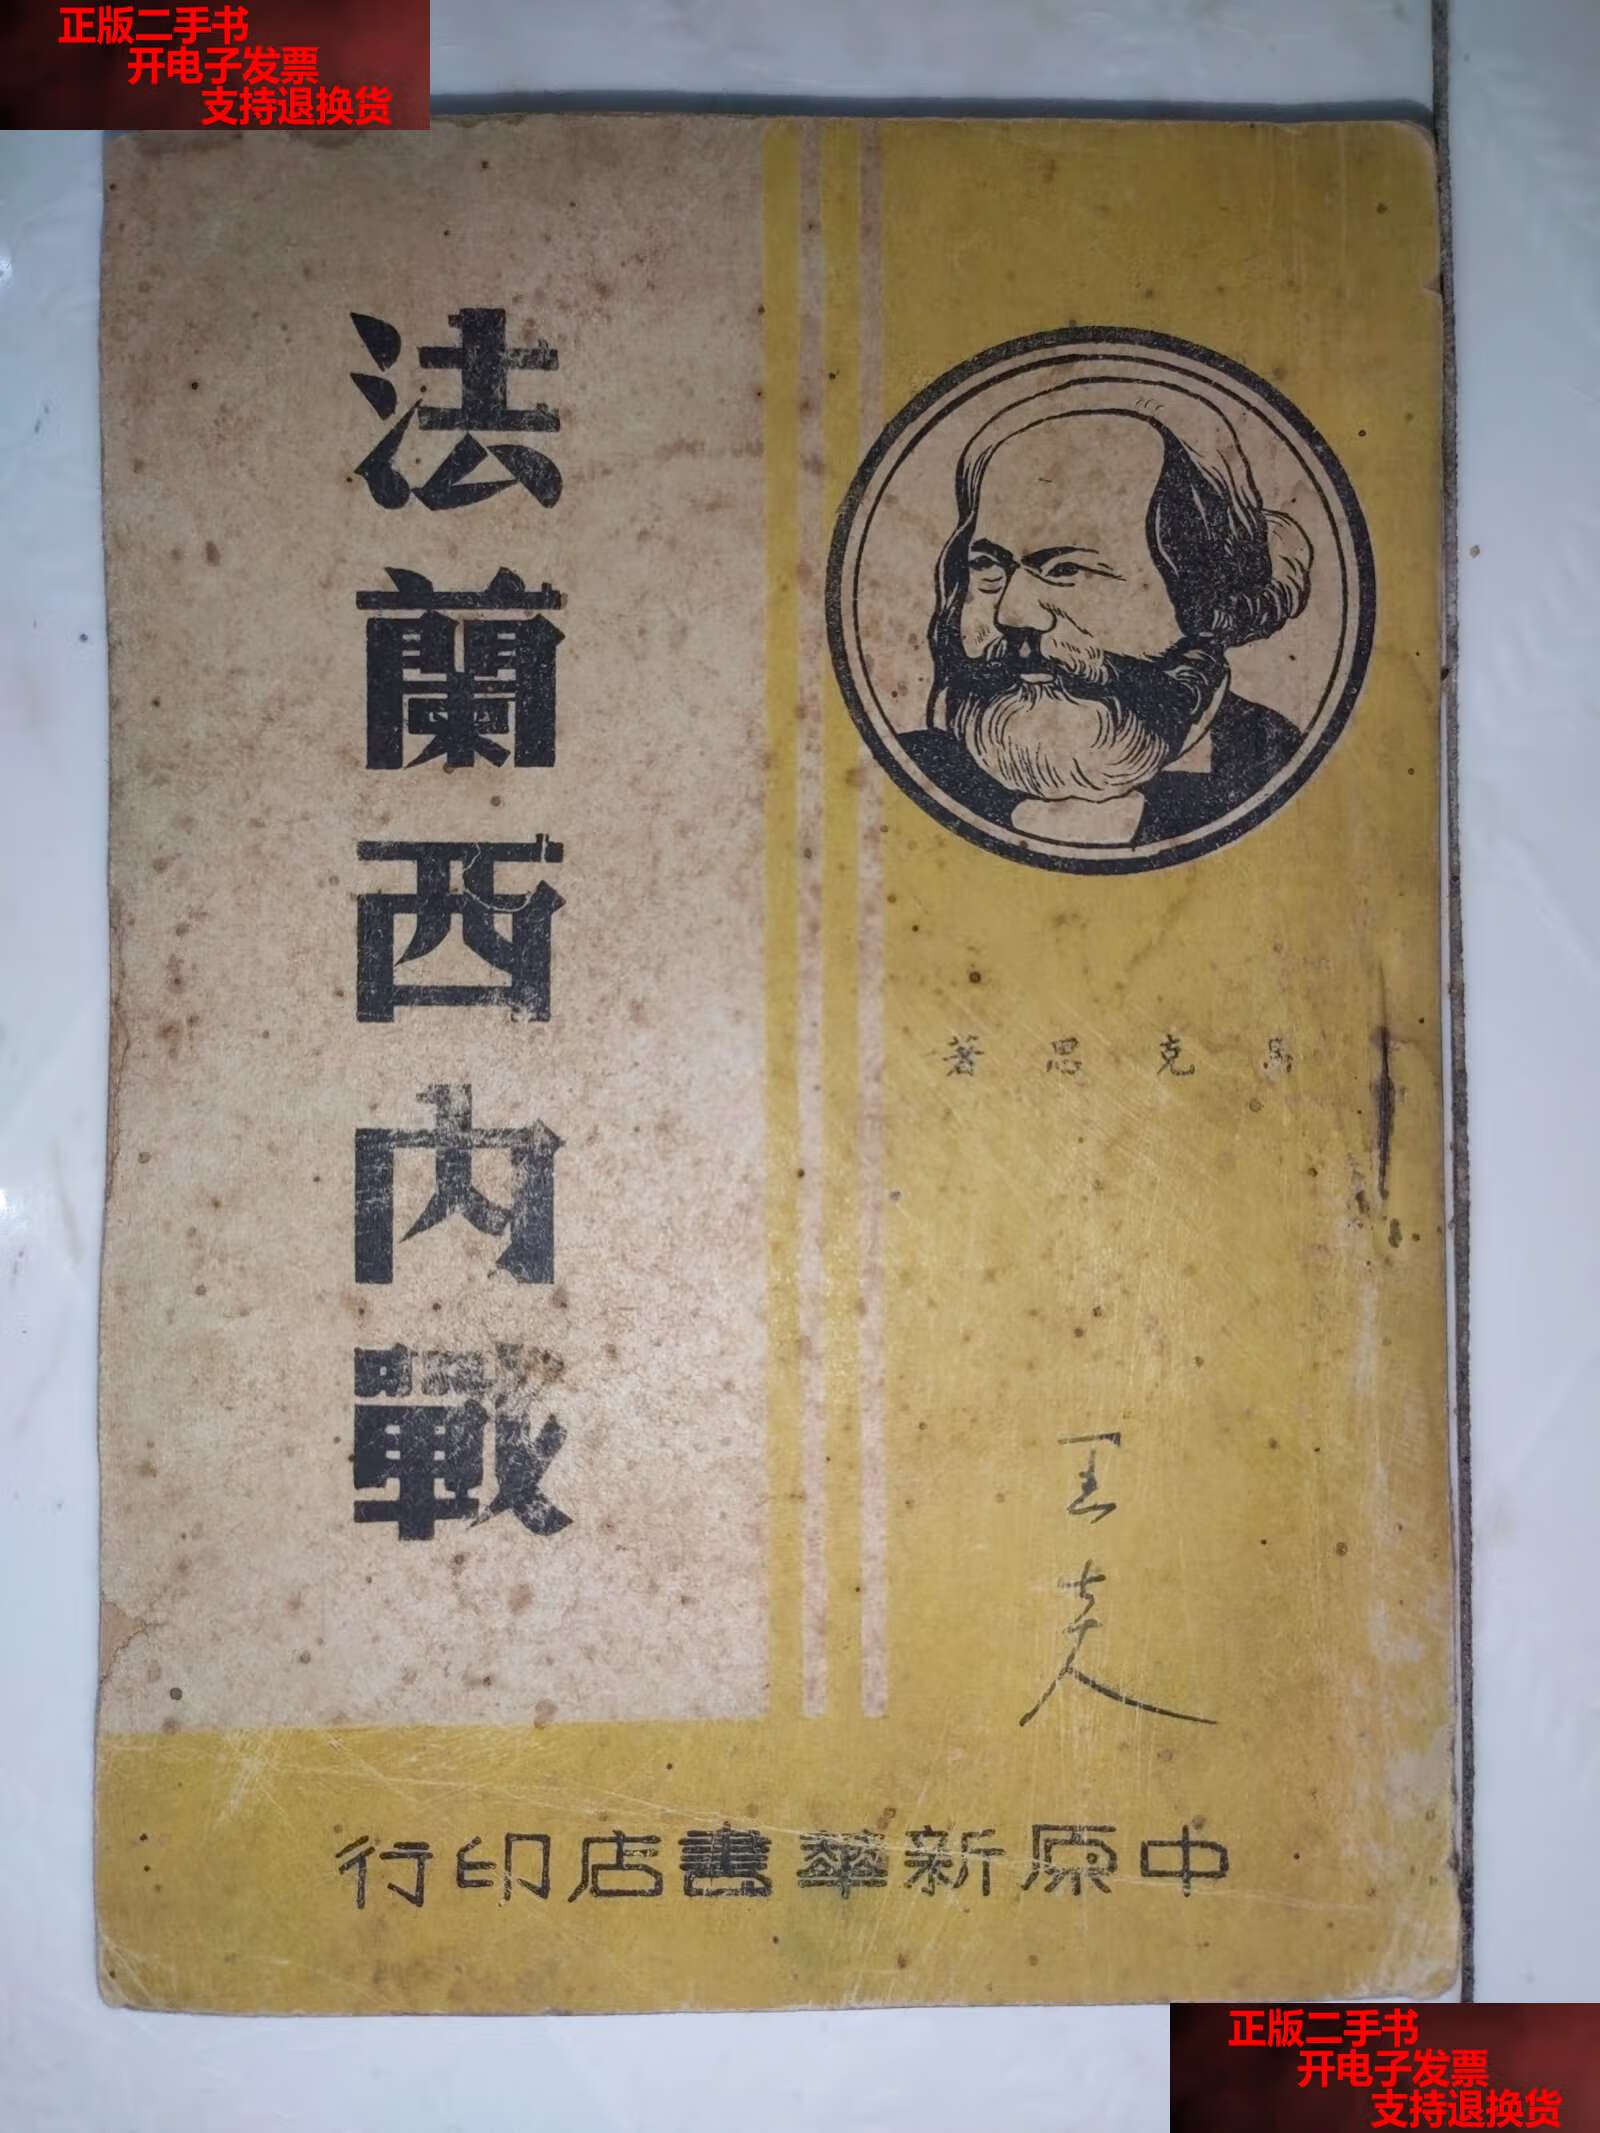 正版二手书
开电子发票
支持退换货
法蘭西内戰
馬克思著
中原新華書店印行
正版二手书
开电子发票
支持退换货